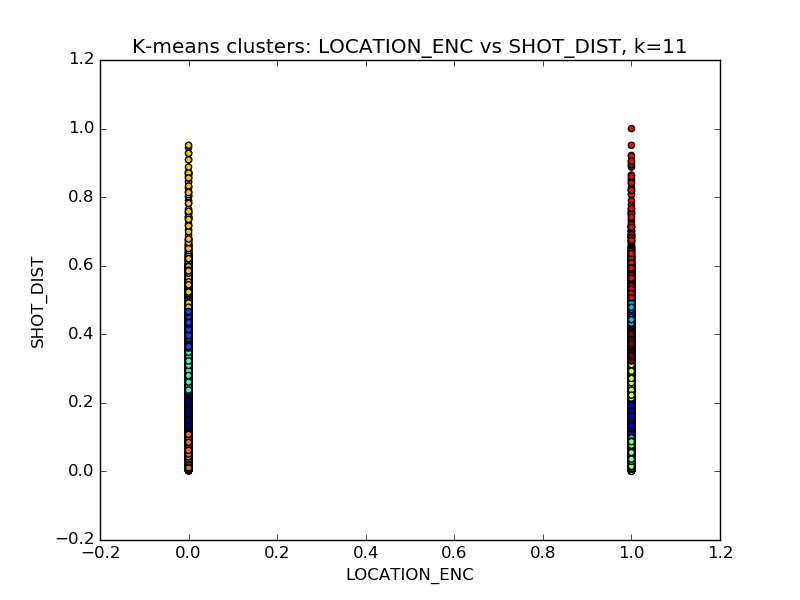 K-means clusters: LOCATION_ENC vs SHOT_DIST, k=11
1.2
1.0
0.8
0.6
0.4
0.2
0.0
−0.2
SHOT_DIST
−0.2 0.0 0.2 0.4 0.6 0.8 1.0 1.2
LOCATION_ENC